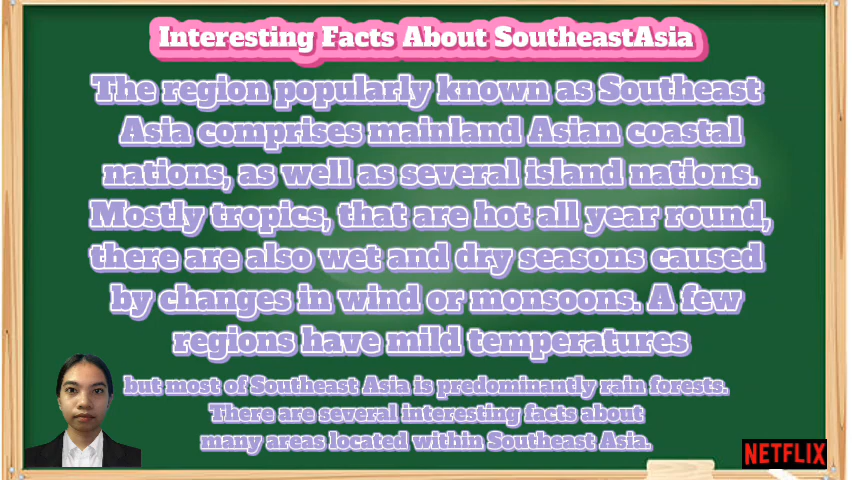 Interesting Facts About SoutheastAsia
The region popularly known as Southeast
Asia comprises mainland Asian coastal
nations, as well as several island nations.
Mostly tropics, that are hot all year round,
there are also wet and dry seasons caused
by changes in wind or monsoons. A few
regions have mild temperatures
but most of Southeast Asia is predominantly rain forests.
There are several interesting facts about
many areas located within Southeast Asia.
NETFLIX